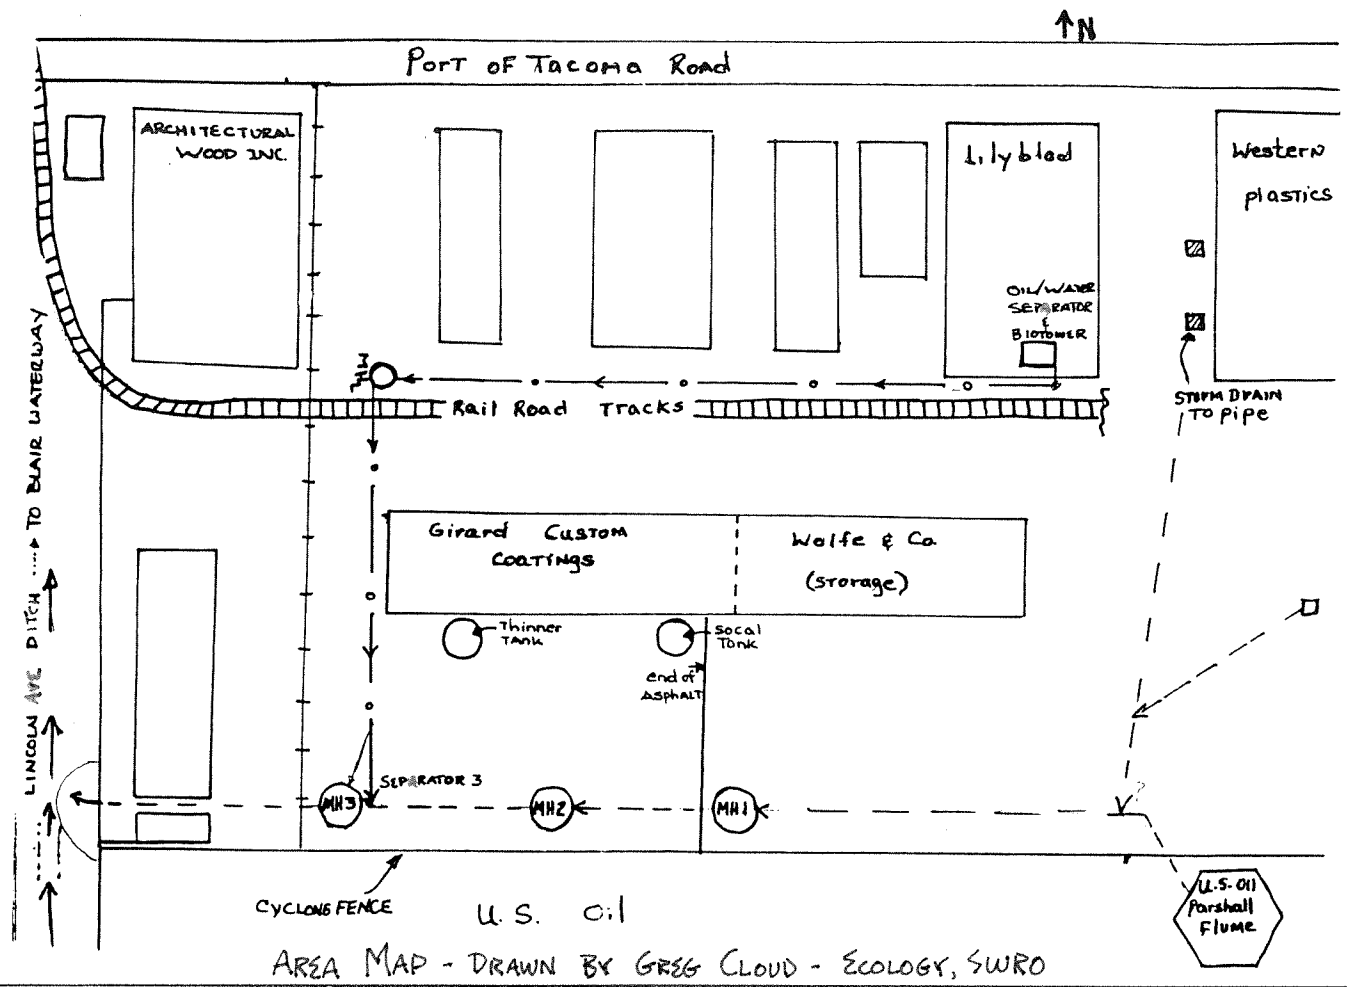 N
PORT OF TACOMA ROAD
ARCHITECTURAL
WOOD INC.
Lilyblad
Western
plastics
OIL/WATER
SEPARATOR
&
BIOTOWER
STORM DRAIN
TO pipe
MH4
Rail Road Tracks
LINCOLN AVE DITCH ....→ TO BLAIR WATERWAY
Girard Custom
Coatings
Wolfe & Co.
(storage)
Thinner
Tank
Socal
Tank
end of
Asphalt
SEPARATOR 3
MH3
MH2
MH1
?
CYCLONE FENCE
U.S. Oil
U.S. Oil
Parshall
Flume
AREA MAP - DRAWN BY GREG CLOUD - ECOLOGY, SWRO